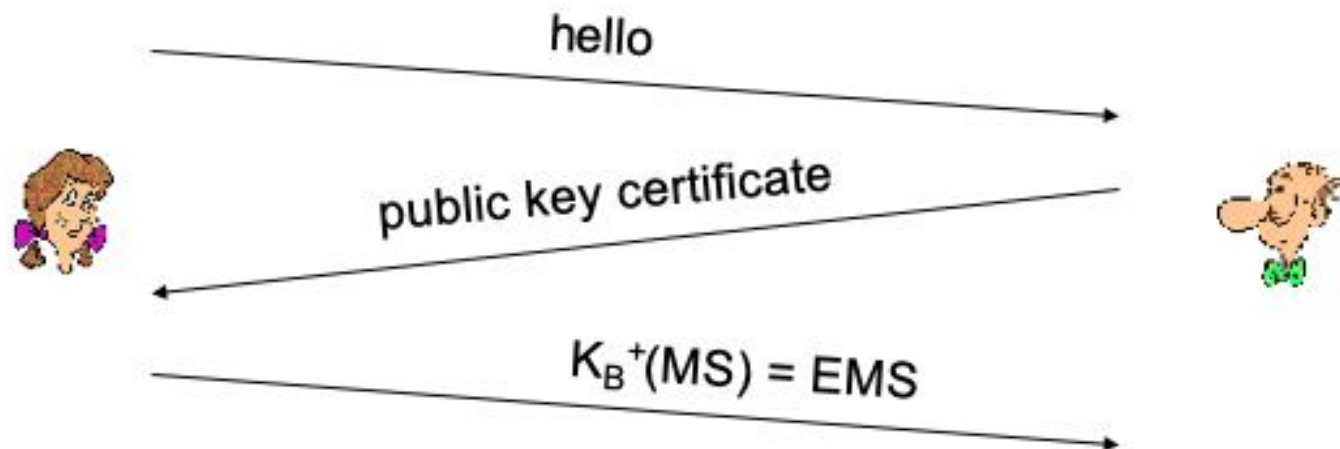 hello
public key certificate
K_B^+(MS) = EMS